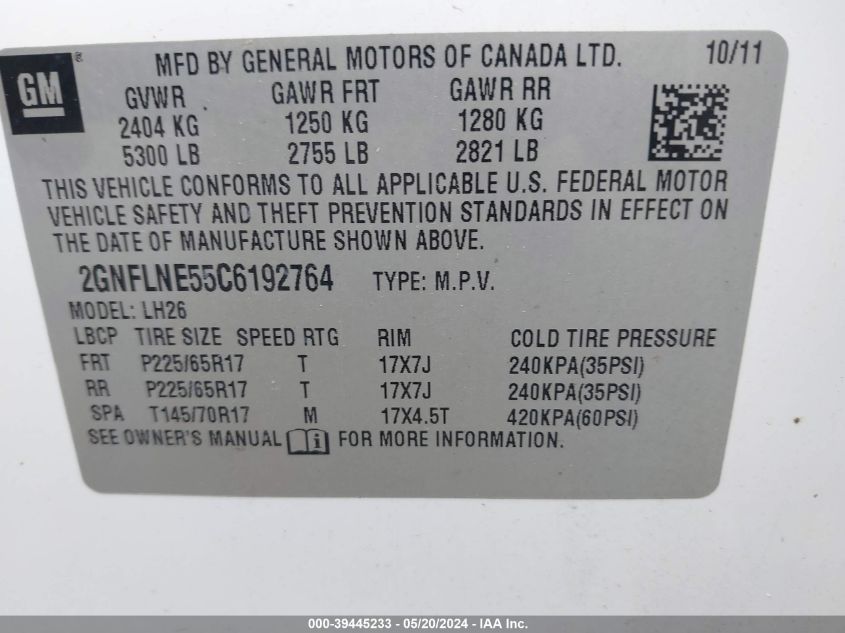 GM ® MFD BY GENERAL MOTORS OF CANADA LTD. 10/11
GVWR GAWR FRT GAWR RR
2404 KG 1250 KG 1280 KG
5300 LB 2755 LB 2821 LB
THIS VEHICLE CONFORMS TO ALL APPLICABLE U.S. FEDERAL MOTOR
VEHICLE SAFETY AND THEFT PREVENTION STANDARDS IN EFFECT ON
THE DATE OF MANUFACTURE SHOWN ABOVE.
2GNFLNE55C6192764 TYPE: M.P.V.
MODEL: LH26
LBCP TIRE SIZE SPEED RTG RIM COLD TIRE PRESSURE
FRT P225/65R17 T 17X7J 240KPA(35PSI)
RR P225/65R17 T 17X7J 240KPA(35PSI)
SPA T145/70R17 M 17X4.5T 420KPA(60PSI)
SEE OWNER'S MANUAL i FOR MORE INFORMATION.
000-39445233 - 05/20/2024 - IAA Inc.